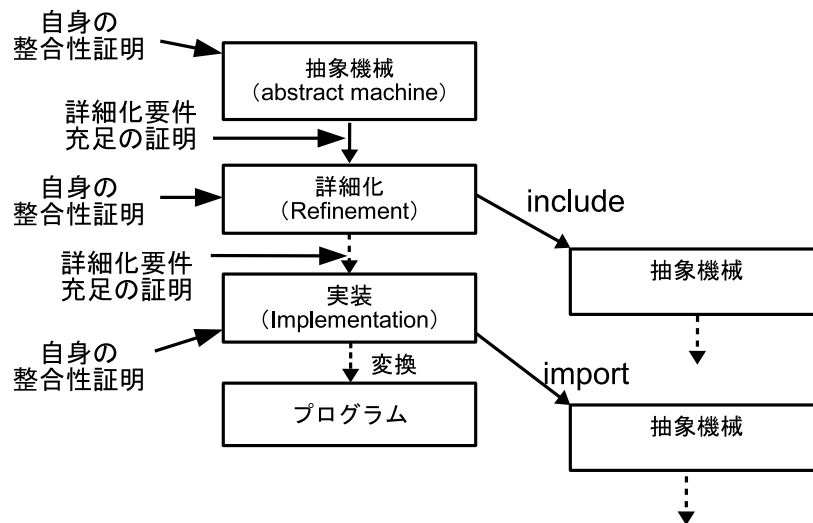 自身の
整合性証明
抽象機械
（abstract machine）
詳細化要件
充足の証明
自身の
整合性証明
詳細化
（Refinement）
include
抽象機械
詳細化要件
充足の証明
実装
（Implementation）
自身の
整合性証明
変換
import
プログラム
抽象機械